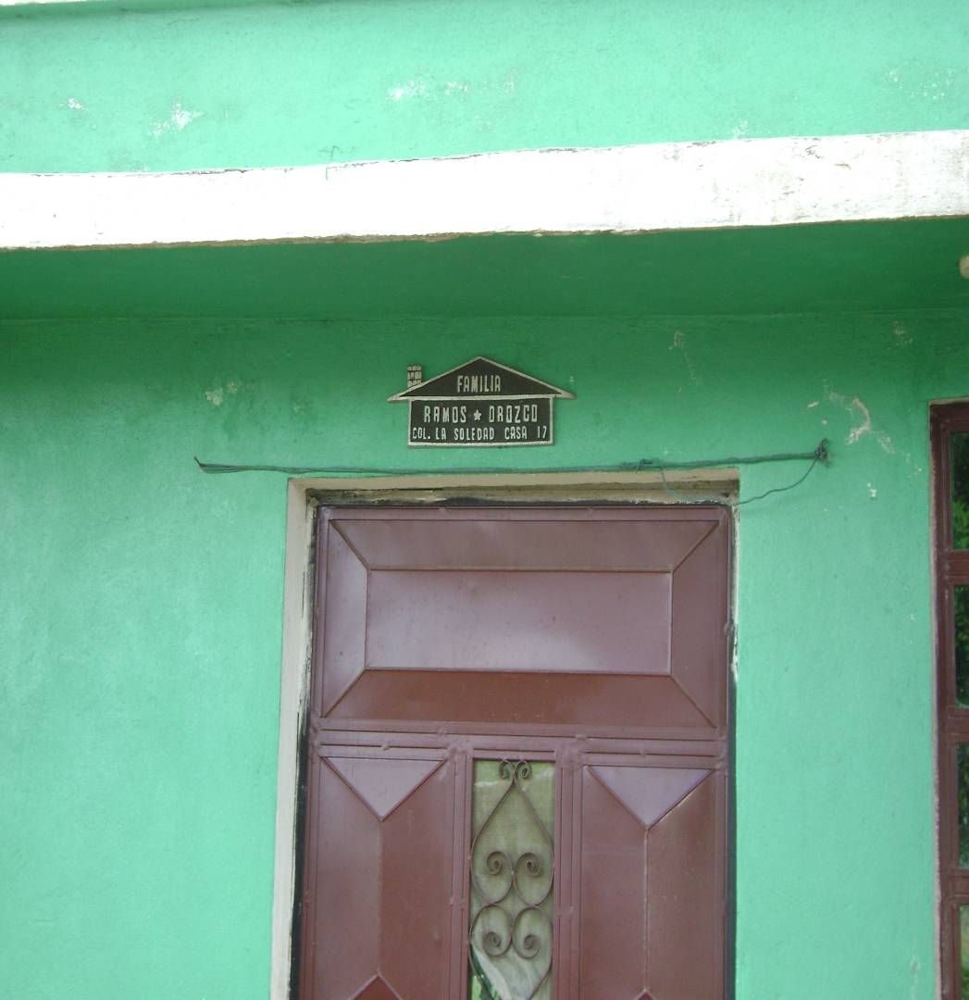 FAMILIA
RAMOS ★ OROZCO
COL. LA SOLEDAD CASA 17